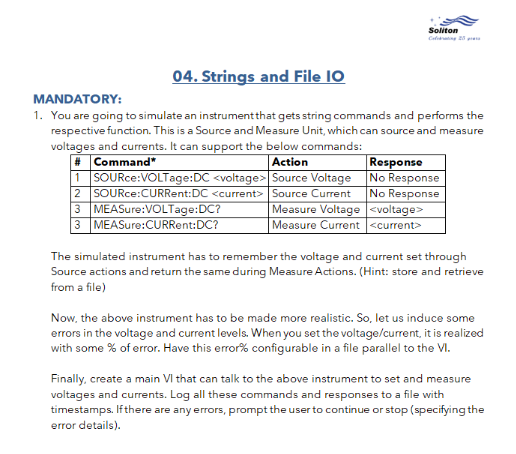 Soliton
Celebrating 25 years
04. Strings and File IO
MANDATORY:
1. You are going to simulate an instrument that gets string commands and performs the
respective function. This is a Source and Measure Unit, which can source and measure
voltages and currents. It can support the below commands:
# Command* Action Response
1 SOURce:VOLTage:DC <voltage> Source Voltage No Response
2 SOURce:CURRent:DC <current> Source Current No Response
3 MEASure:VOLTage:DC? Measure Voltage <voltage>
3 MEASure:CURRent:DC? Measure Current <current>
The simulated instrument has to remember the voltage and current set through
Source actions and return the same during Measure Actions. (Hint: store and retrieve
from a file)
Now, the above instrument has to be made more realistic. So, let us induce some
errors in the voltage and current levels. When you set the voltage/current, it is realized
with some % of error. Have this error% configurable in a file parallel to the VI.
Finally, create a main VI that can talk to the above instrument to set and measure
voltages and currents. Log all these commands and responses to a file with
timestamps. If there are any errors, prompt the user to continue or stop (specifying the
error details).